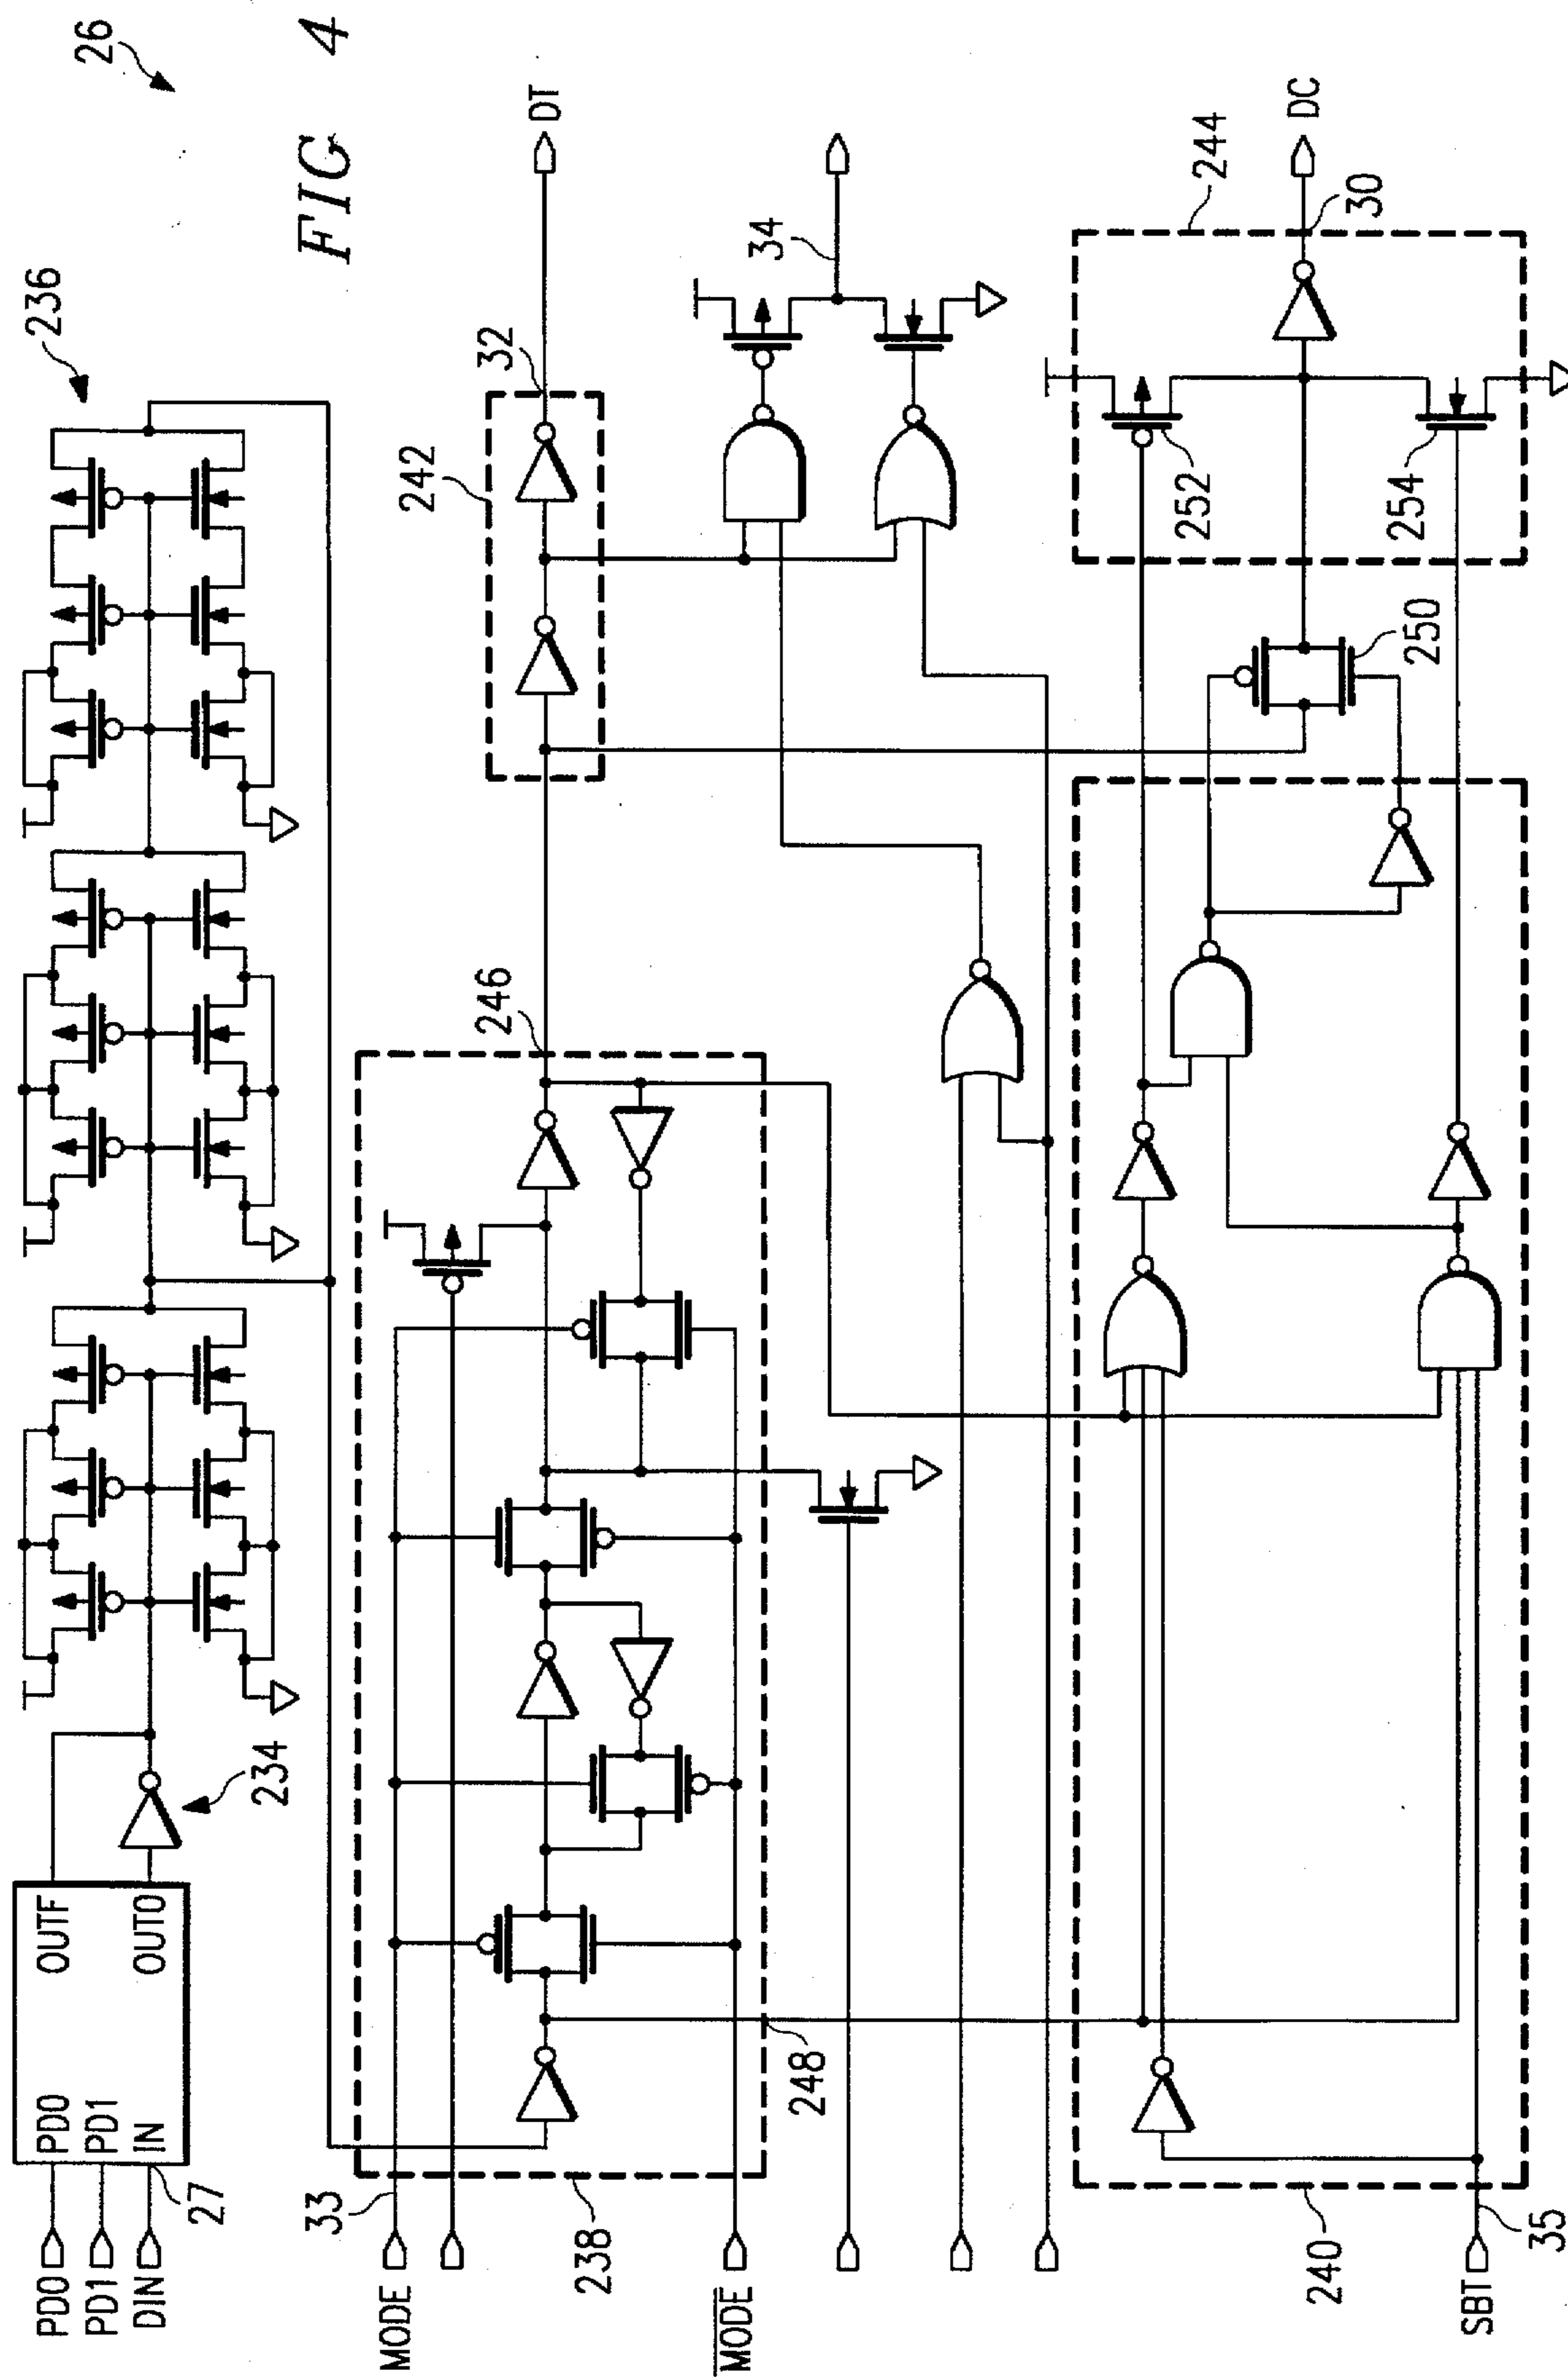 26
FIG 4
236
PD0
PD1
DIN
PD0
PD1
IN
OUTF
OUTO
27
234
242
32
DT
34
246
MODE
33
238
MODE
248
244
30
DC
252
254
250
240
35
SBT